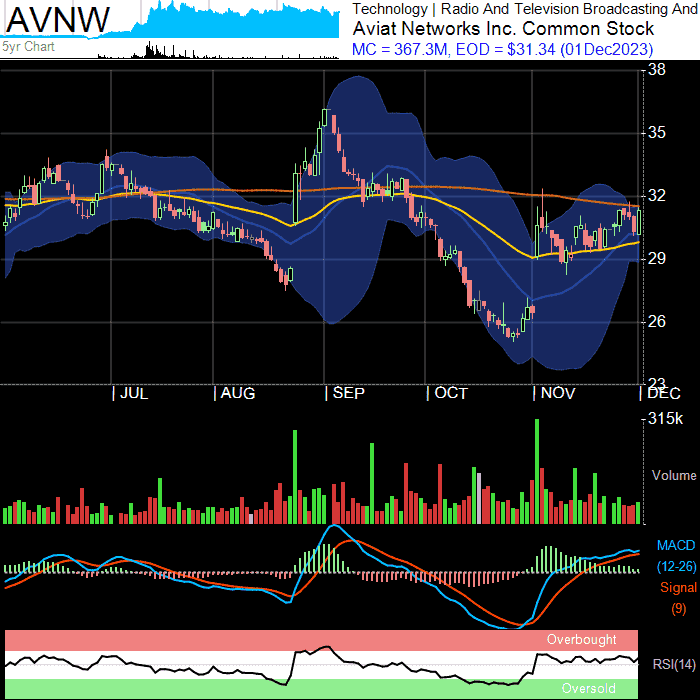 AVNW
5yr Chart
Technology | Radio And Television Broadcasting And
Aviat Networks Inc. Common Stock
MC = 367.3M, EOD = $31.34 (01Dec2023)
38
35
32
29
26
23
| JUL
| AUG
| SEP
| OCT
| NOV
| DEC
315k
Volume
MACD
(12-26)
Signal
(9)
Overbought
RSI(14)
Oversold